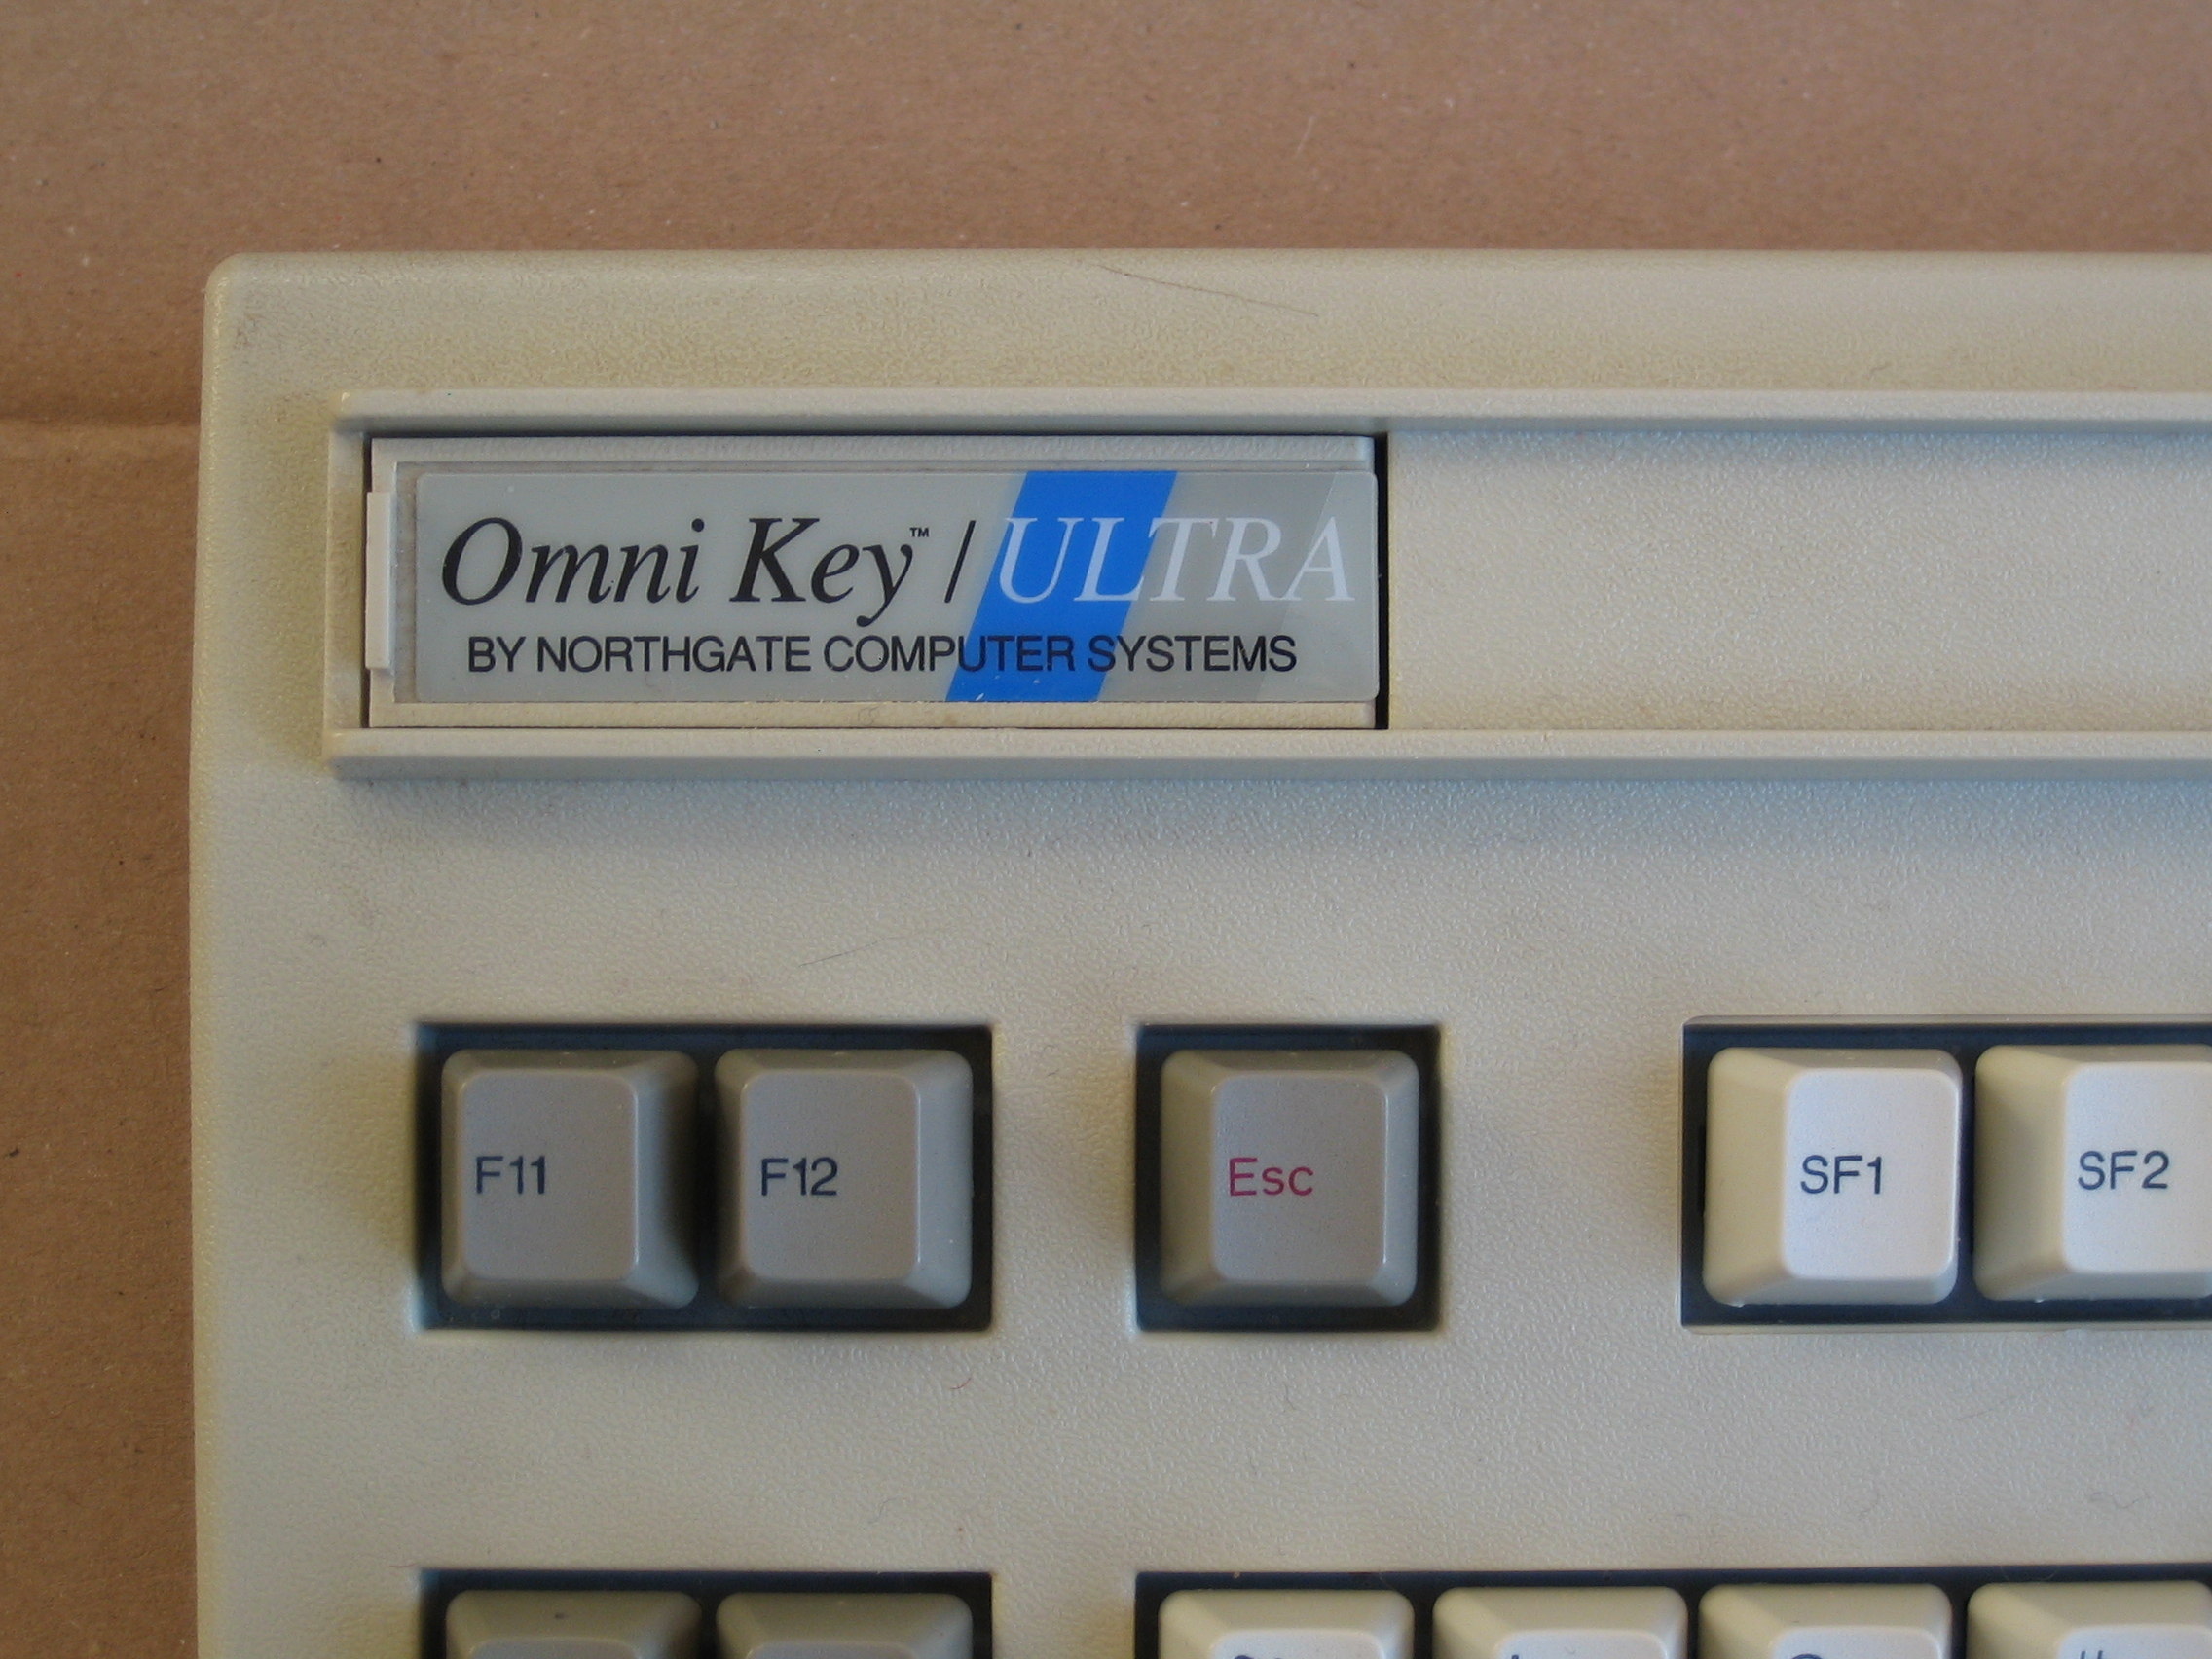 Omni Key™/ULTRA
BY NORTHGATE COMPUTER SYSTEMS
F11 F12 Esc SF1 SF2